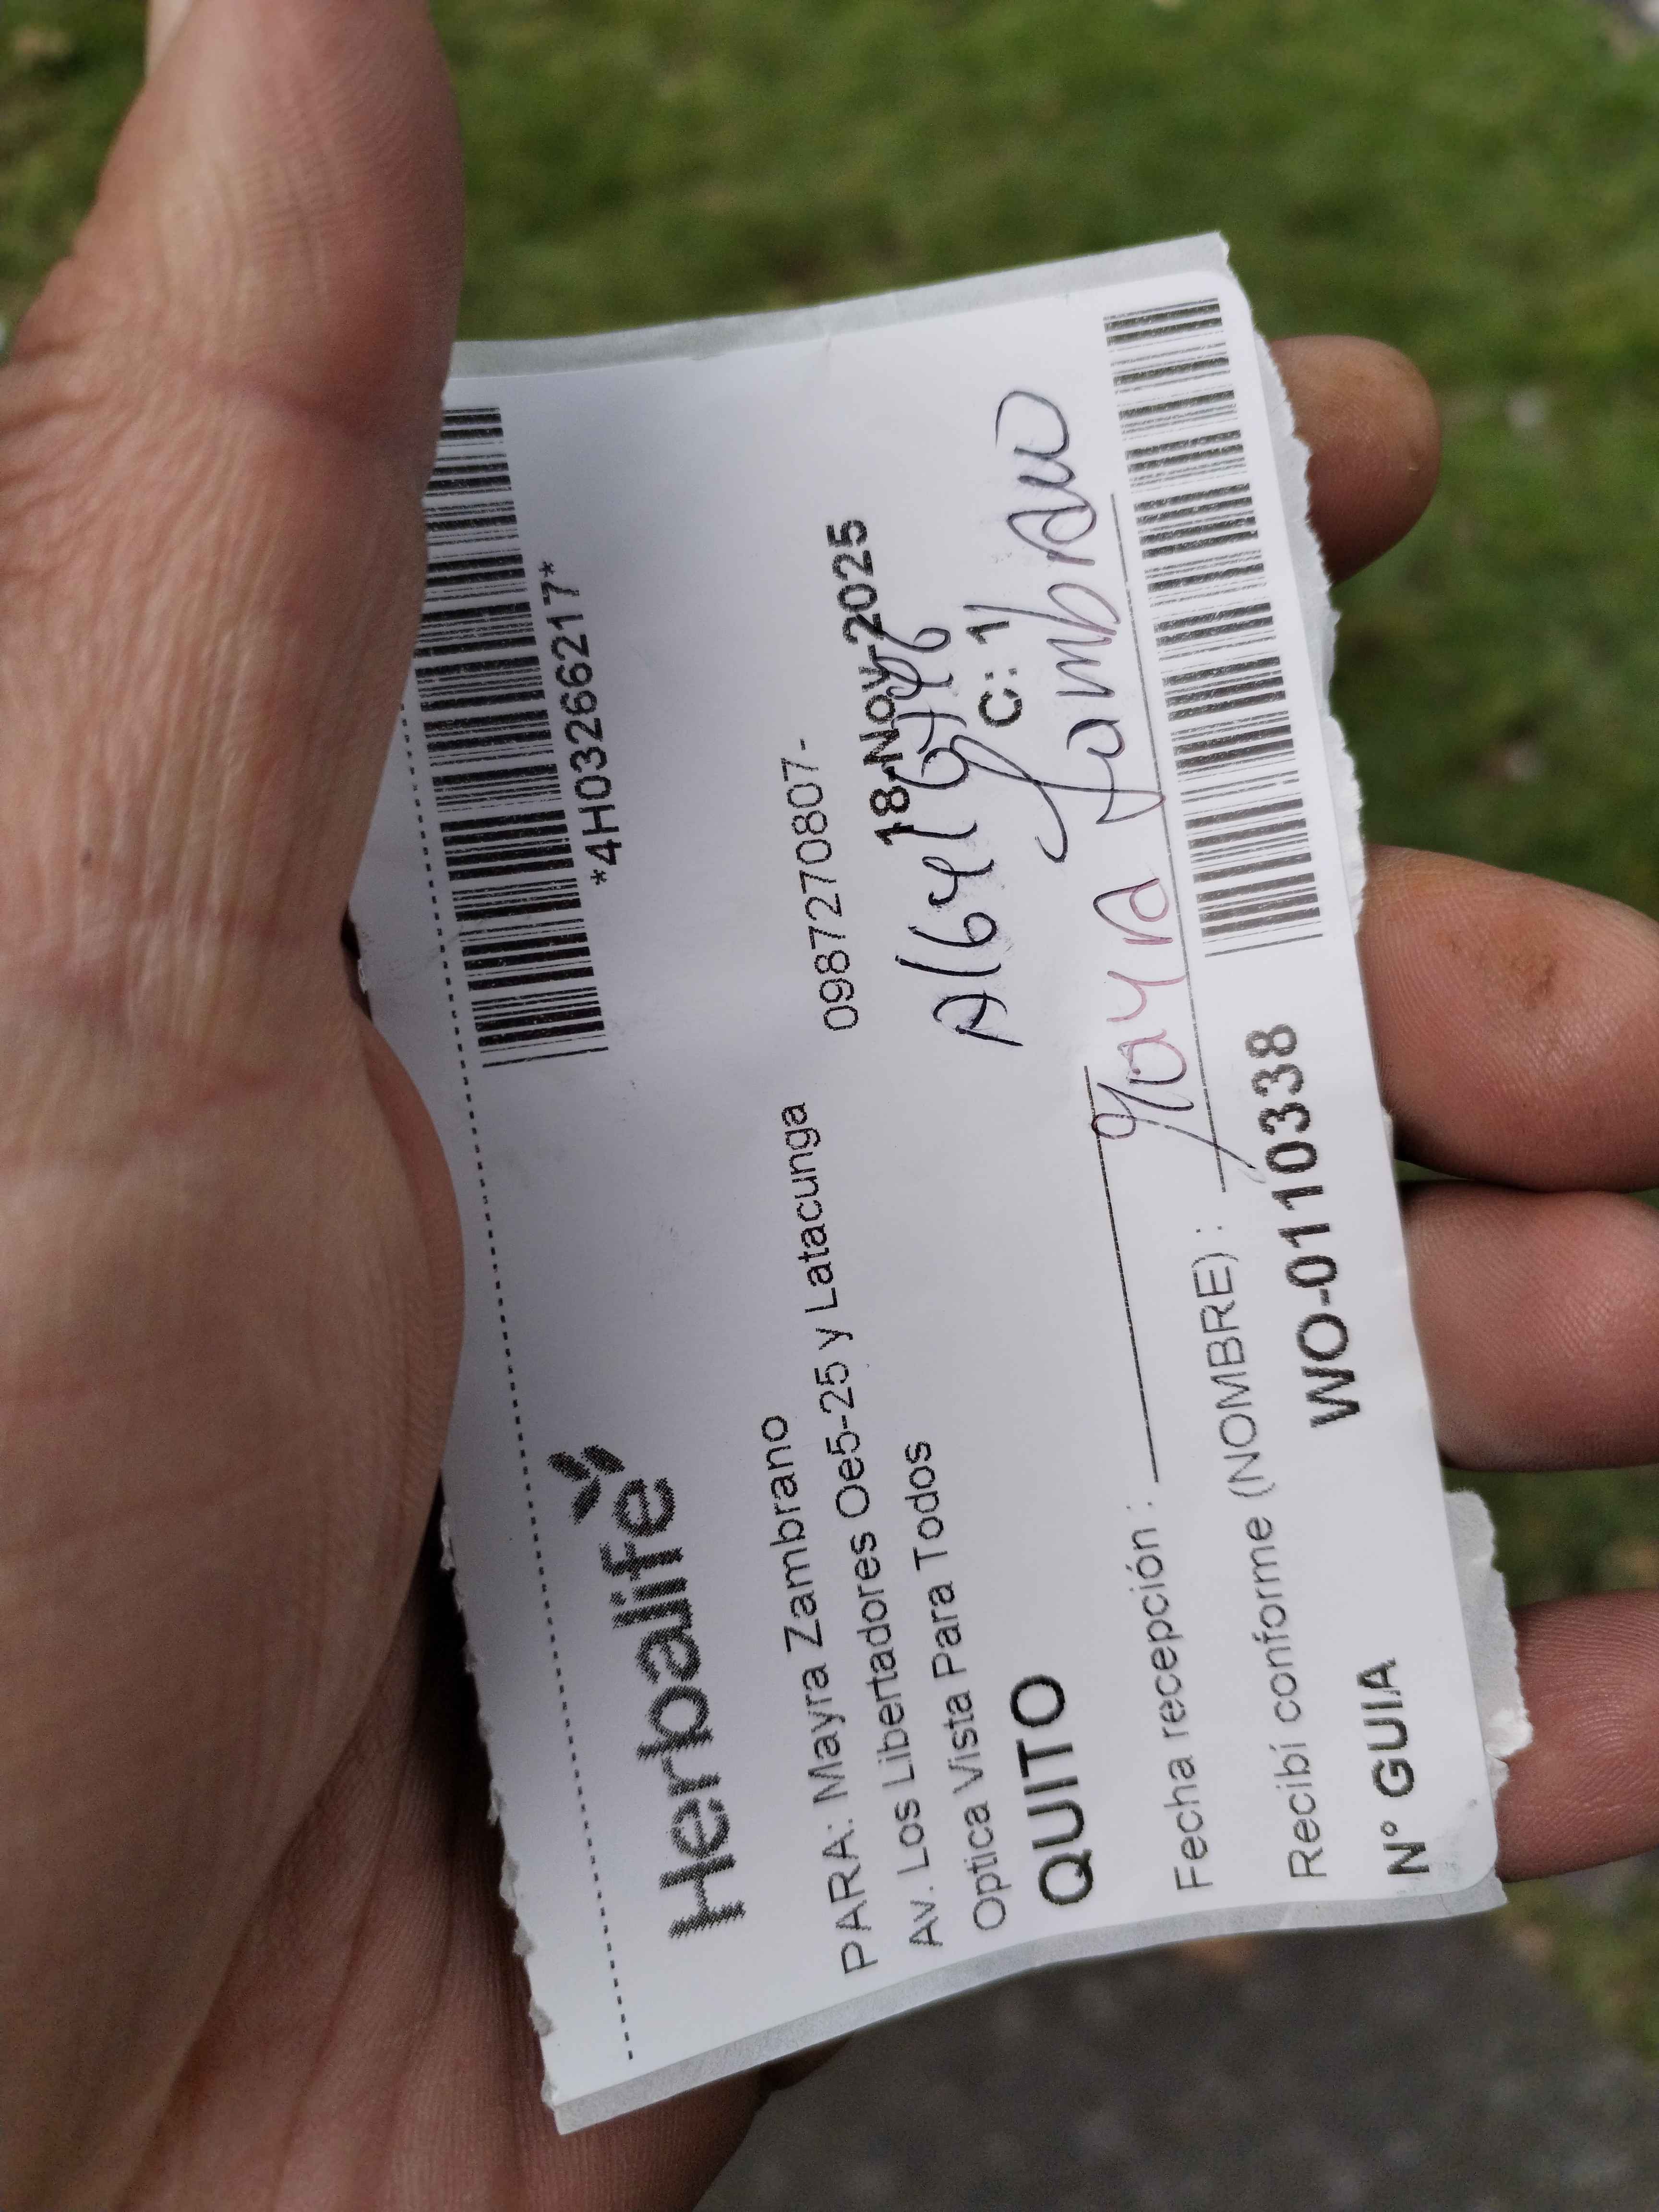 *4H03266217*
Herbalife
PARA: Mayra Zambrano
Av. Los Libertadores Oe5-25 y Latacunga 0987270807-
Optica Vista Para Todos 18-Nov-2025
QUITO C: 1
Fecha recepción :
Recibí conforme (NOMBRE) : Mayra Zambrano
N° GUIA WO-0110338